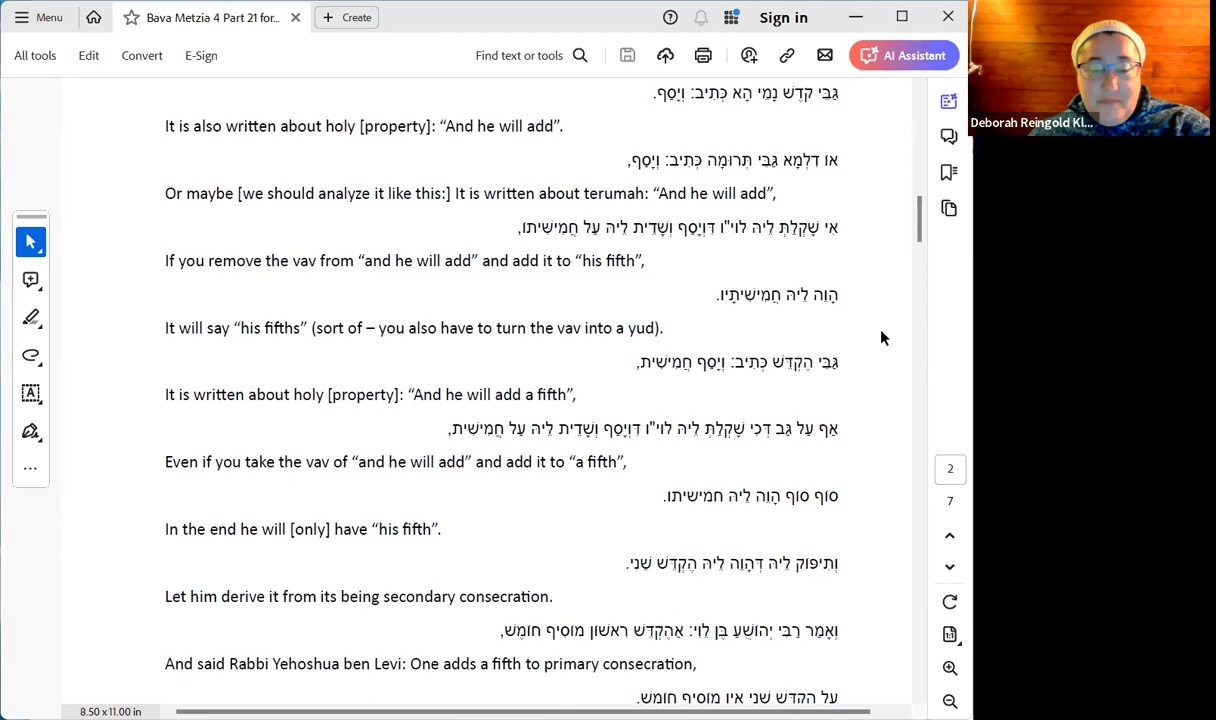 Menu
Bava Metzia 4 Part 21 for...
Create
Sign in
All tools
Edit
Convert
E-Sign
Find text or tools
AI Assistant
Deborah Reingold Kl...
גַּבֵּי קֹדֶשׁ נָמֵי הָא כְּתִיב: וְיָסַף.
It is also written about holy [property]: “And he will add”.
אוֹ דִלְמָא גַּבֵּי תְּרוּמָה כְּתִיב: וְיָסַף,
Or maybe [we should analyze it like this:] It is written about terumah: “And he will add”,
אִי שָׁקְלַתְּ לֵיהּ לוי"ו דִּוְיָסַף וְשָׁדֵית לֵיהּ עַל חֲמִישִׁיתוֹ,
If you remove the vav from “and he will add” and add it to “his fifth”,
הָוֵה לֵיהּ חֲמִישִׁיתָיו.
It will say “his fifths” (sort of – you also have to turn the vav into a yud).
גַּבֵּי הֶקְדֵּשׁ כְּתִיב: וְיָסַף חֲמִישִׁית,
It is written about holy [property]: “And he will add a fifth”,
אַף עַל גַּב דְּכִי שָׁקְלַתְּ לֵיהּ לוי"ו דִּוְיָסַף וְשָׁדֵית לֵיהּ עַל חֲמִישִׁית,
Even if you take the vav of “and he will add” and add it to “a fifth”,
סוֹף סוֹף הָוֵה לֵיהּ חמישיתו.
In the end he will [only] have “his fifth”.
וְתִיפּוֹק לֵיהּ דְּהָוֵה לֵיהּ הֶקְדֵּשׁ שֵׁנִי.
Let him derive it from its being secondary consecration.
וְאָמַר רַבִּי יְהוֹשֻׁעַ בֶּן לֵוִי: אַהֶקְדֵּשׁ רִאשׁוֹן מוֹסִיף חוֹמֶשׁ,
And said Rabbi Yehoshua ben Levi: One adds a fifth to primary consecration,
עַל הֶקְדֵּשׁ שֵׁנִי אֵין מוֹסִיף חוֹמֶשׁ.
2
7
8.50 x 11.00 in